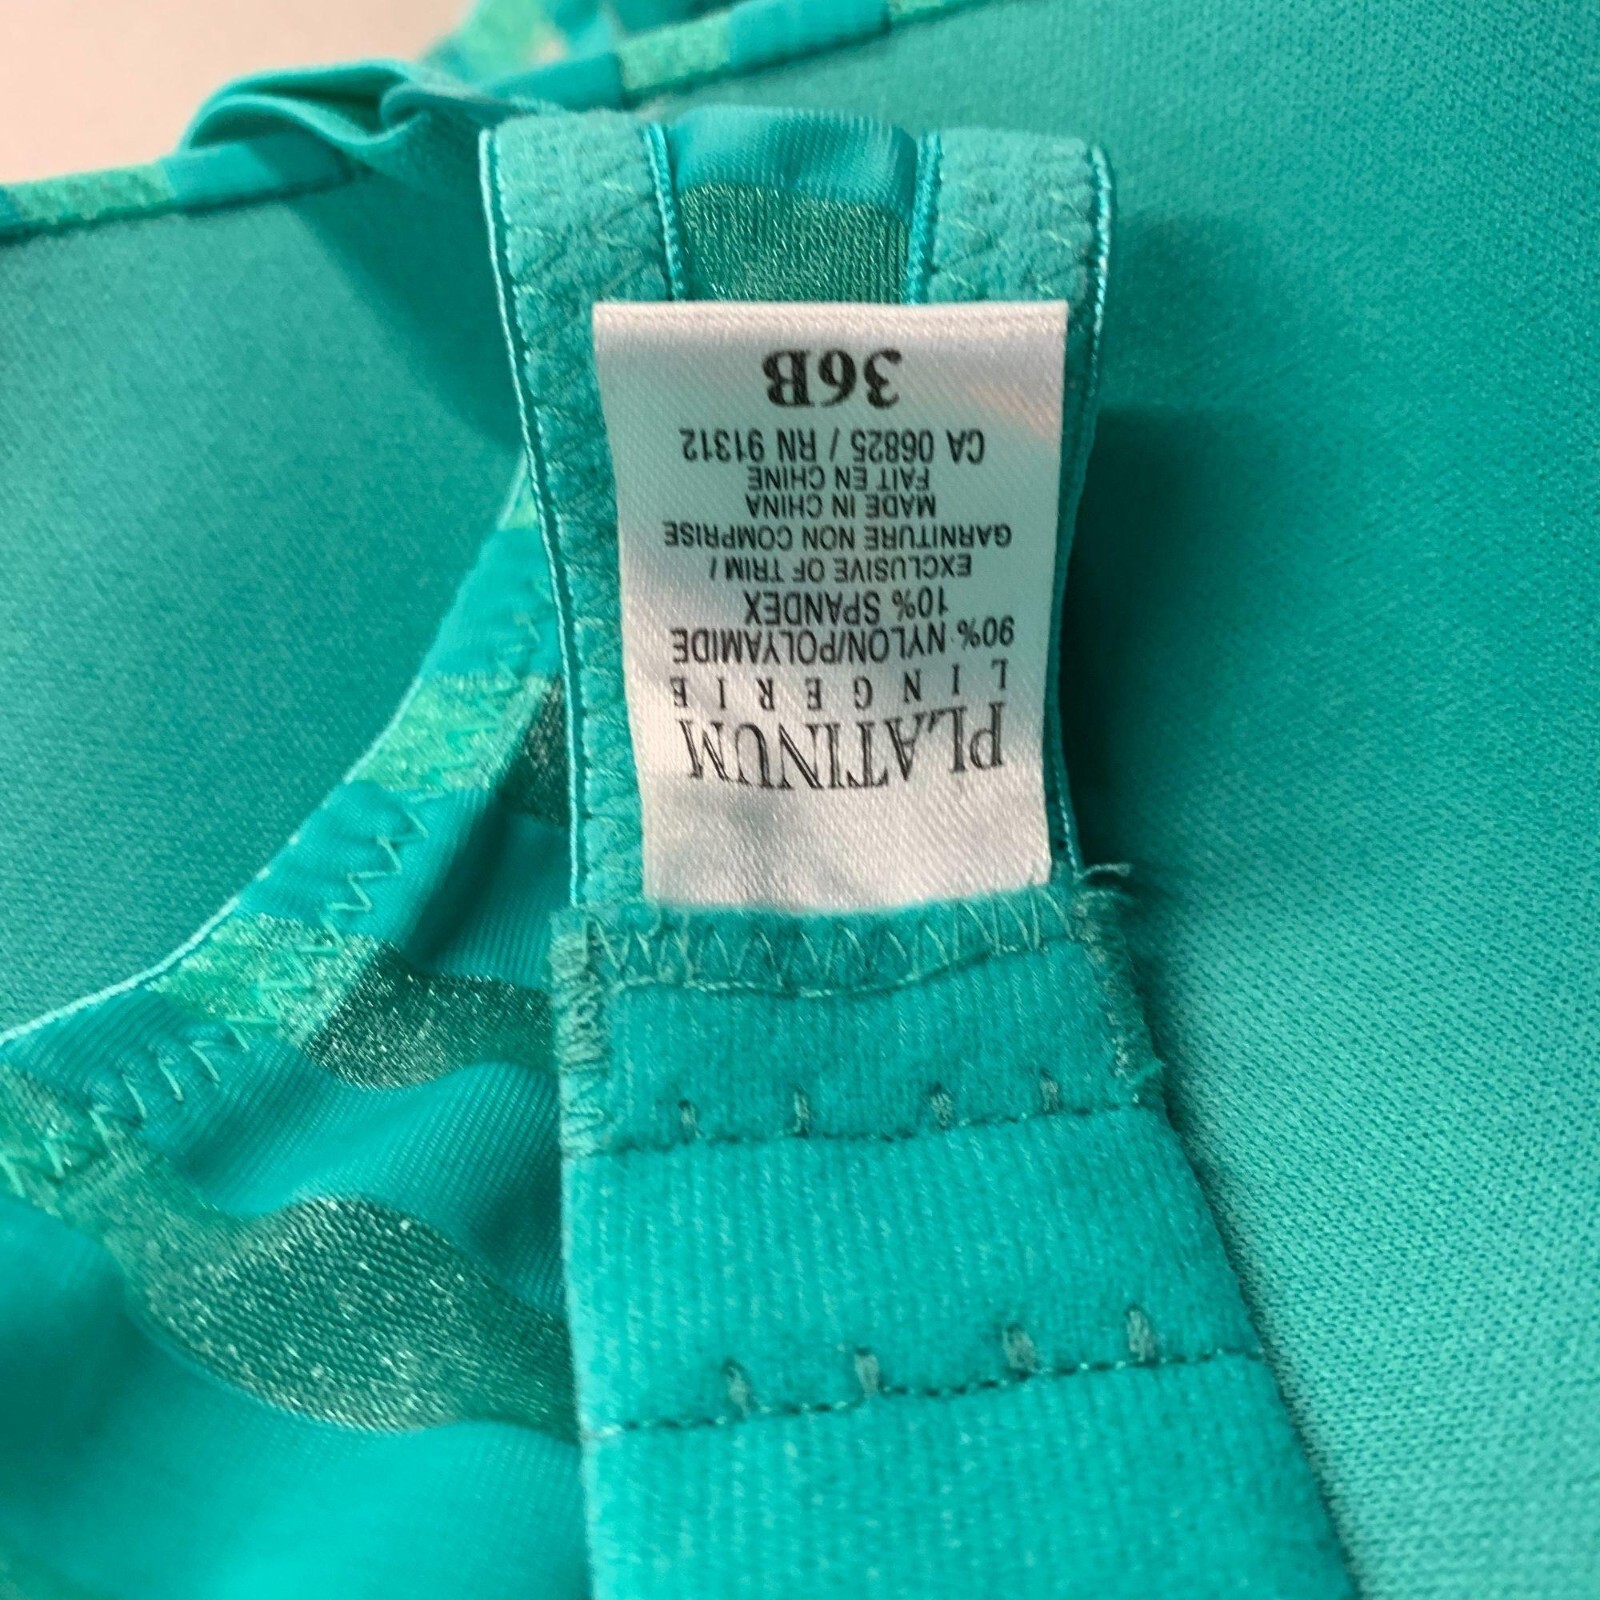 PLATINUM
LINGERIE
90% NYLON/POLYAMIDE
10% SPANDEX
EXCLUSIVE OF TRIM /
GARNITURE NON COMPRISE
MADE IN CHINA
FAIT EN CHINE
CA 06825 / RN 91312
36B